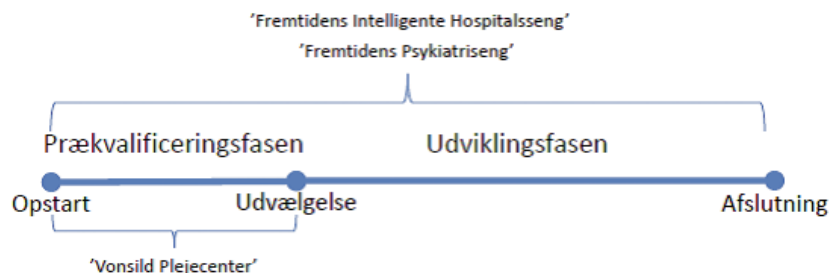 ’Fremtidens Intelligente Hospitalsseng’
’Fremtidens Psykiatriseng’
Prækvalificeringsfasen Udviklingsfasen
Opstart Udvælgelse Afslutning
’Vonsild Plejecenter’